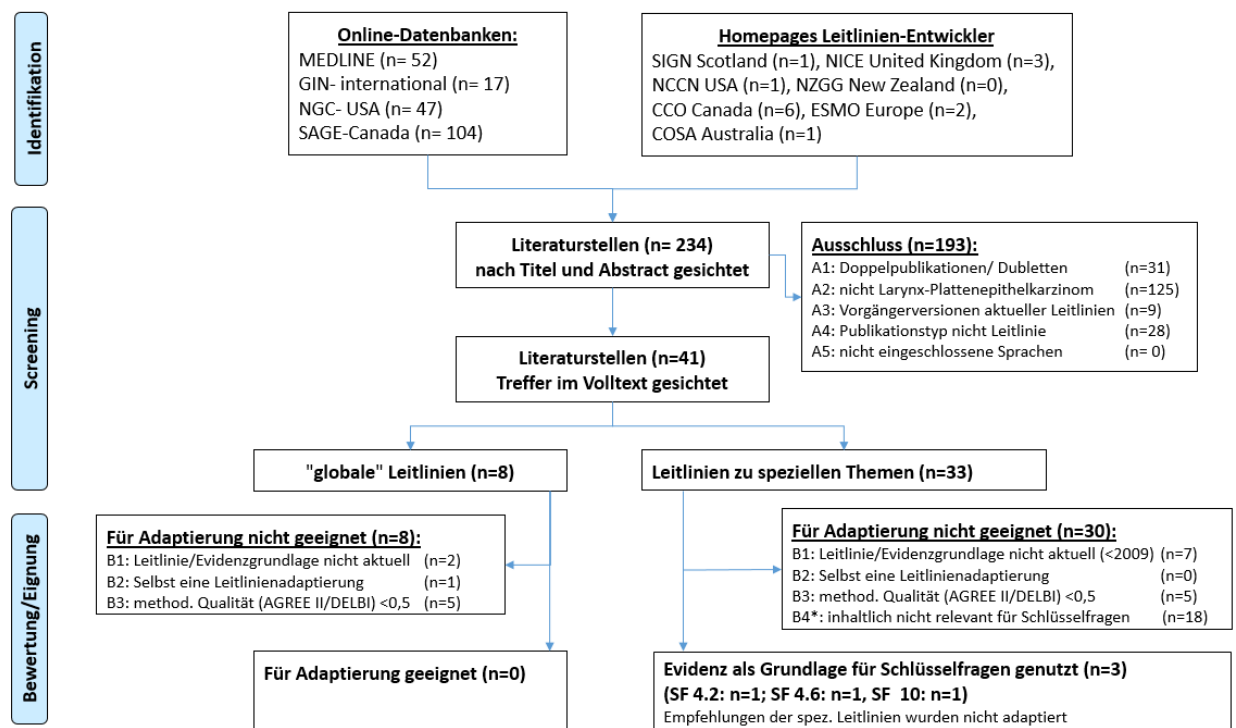 Identifikation
Online-Datenbanken:
MEDLINE (n= 52)
GIN- international (n= 17)
NGC- USA (n= 47)
SAGE-Canada (n= 104)
Homepages Leitlinien-Entwickler
SIGN Scotland (n=1), NICE United Kingdom (n=3),
NCCN USA (n=1), NZGG New Zealand (n=0),
CCO Canada (n=6), ESMO Europe (n=2),
COSA Australia (n=1)
Screening
Literaturstellen (n= 234)
nach Titel und Abstract gesichtet
Ausschluss (n=193):
A1: Doppelpublikationen/ Dubletten (n=31)
A2: nicht Larynx-Plattenepithelkarzinom (n=125)
A3: Vorgängerversionen aktueller Leitlinien (n=9)
A4: Publikationstyp nicht Leitlinie (n=28)
A5: nicht eingeschlossene Sprachen (n= 0)
Literaturstellen (n=41)
Treffer im Volltext gesichtet
"globale" Leitlinien (n=8)
Leitlinien zu speziellen Themen (n=33)
Bewertung/Eignung
Für Adaptierung nicht geeignet (n=8):
B1: Leitlinie/Evidenzgrundlage nicht aktuell (n=2)
B2: Selbst eine Leitlinienadaptierung (n=1)
B3: method. Qualität (AGREE II/DELBI) <0,5 (n=5)
Für Adaptierung nicht geeignet (n=30):
B1: Leitlinie/Evidenzgrundlage nicht aktuell (<2009) (n=7)
B2: Selbst eine Leitlinienadaptierung (n=0)
B3: method. Qualität (AGREE II/DELBI) <0,5 (n=5)
B4*: inhaltlich nicht relevant für Schlüsselfragen (n=18)
Für Adaptierung geeignet (n=0)
Evidenz als Grundlage für Schlüsselfragen genutzt (n=3)
(SF 4.2: n=1; SF 4.6: n=1, SF 10: n=1)
Empfehlungen der spez. Leitlinien wurden nicht adaptiert